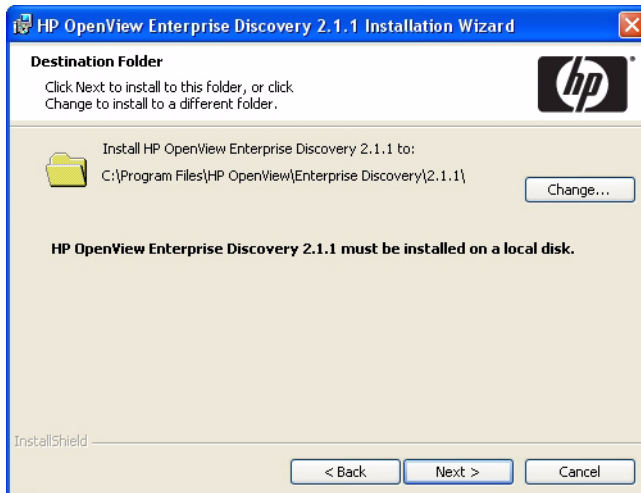 HP OpenView Enterprise Discovery 2.1.1 Installation Wizard
Destination Folder
Click Next to install to this folder, or click
Change to install to a different folder.
hp
Install HP OpenView Enterprise Discovery 2.1.1 to:
C:\Program Files\HP OpenView\Enterprise Discovery\2.1.1\
Change...
HP OpenView Enterprise Discovery 2.1.1 must be installed on a local disk.
InstallShield
< Back
Next >
Cancel